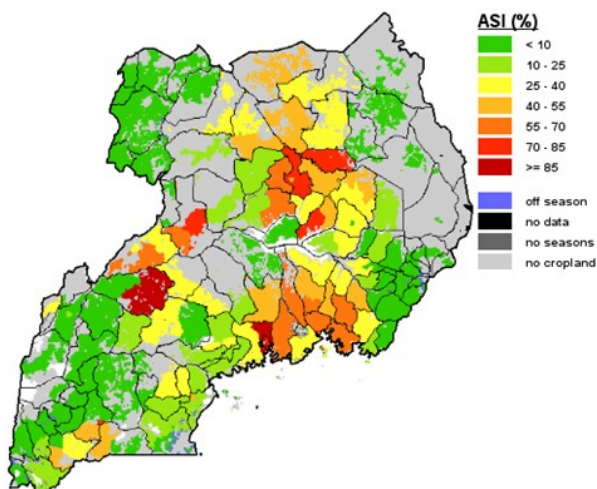 ASI (%)
< 10
10 - 25
25 - 40
40 - 55
55 - 70
70 - 85
>= 85
off season
no data
no seasons
no cropland